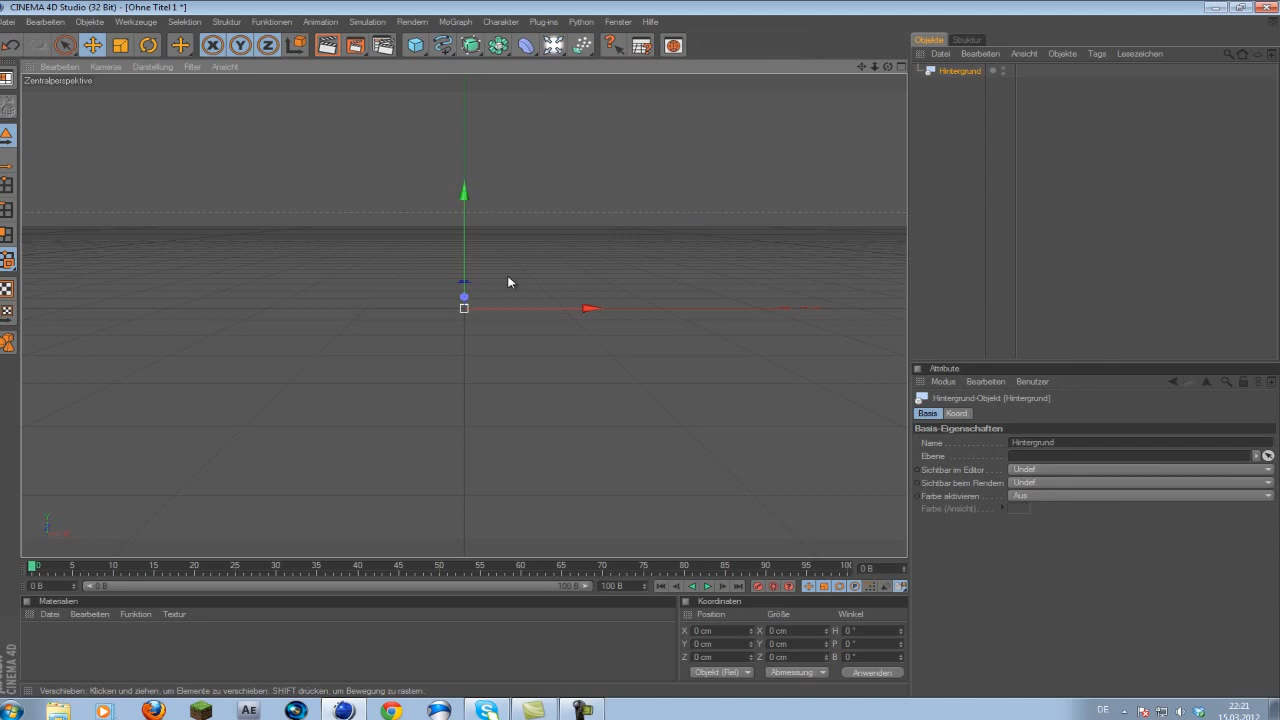 CINEMA 4D Studio (32 Bit) - [Ohne Titel 1 *]
Datei Bearbeiten Objekte Werkzeuge Selektion Struktur Funktionen Animation Simulation Rendern MoGraph Charakter Plug-ins Python Fenster Hilfe
X Y Z
Objekte Struktur
Datei Bearbeiten Ansicht Objekte Tags Lesezeichen
Bearbeiten Kameras Darstellung Filter Ansicht
Hintergrund
Zentralperspektive
Attribute
Modus Bearbeiten Benutzer
Hintergrund-Objekt [Hintergrund]
Basis Koord.
Basis-Eigenschaften
Name Hintergrund
Ebene
Sichtbar im Editor Undef.
Sichtbar beim Rendern Undef.
Farbe aktivieren Aus
Farbe (Ansicht)
0 5 10 15 20 25 30 35 40 45 50 55 60 65 70 75 80 85 90 95 100 0 B
0 B 0 B 100 B 100 B
Materialien
Datei Bearbeiten Funktion Textur
Koordinaten
Position Größe Winkel
X 0 cm X 0 cm H 0 °
Y 0 cm Y 0 cm P 0 °
Z 0 cm Z 0 cm B 0 °
Objekt (Rel) Abmessung Anwenden
CINEMA 4D
Verschieben: Klicken und ziehen, um Elemente zu verschieben. SHIFT drücken, um Bewegung zu rastern.
AE
DE
22:21
15.03.2012